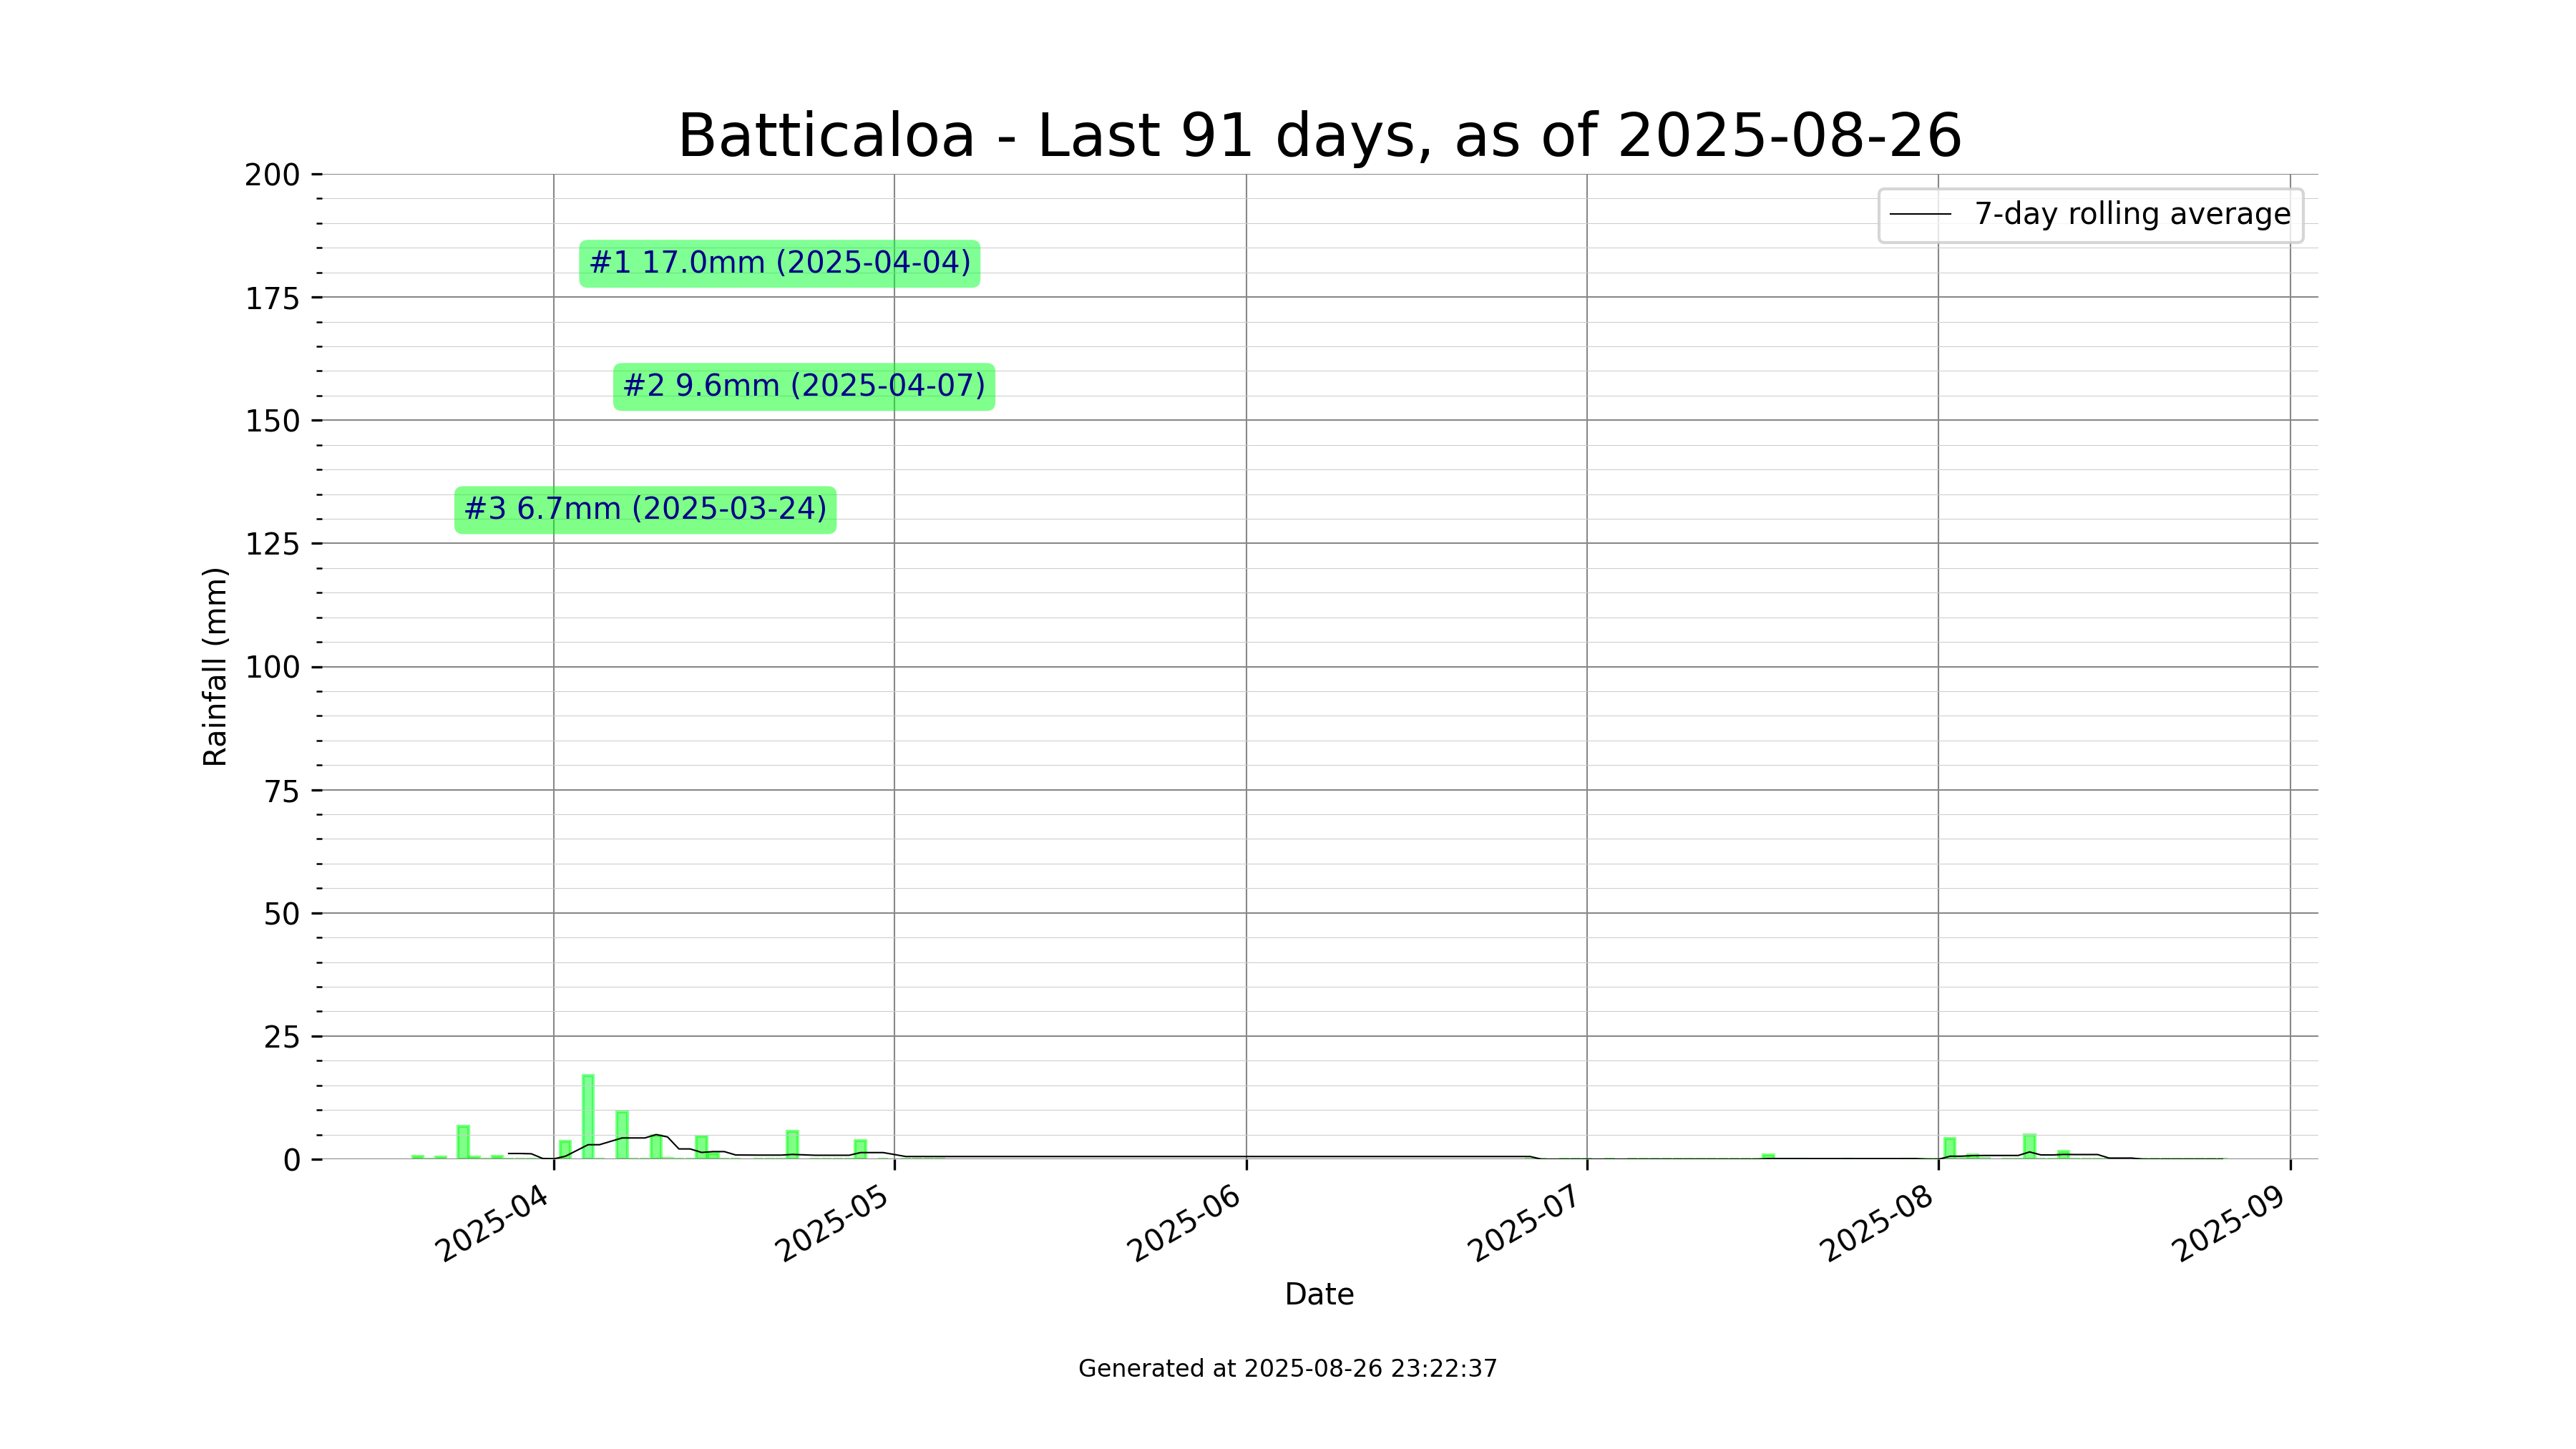 Batticaloa - Last 91 days, as of 2025-08-26
200
175
150
125
100
75
50
25
0
Rainfall (mm)
7-day rolling average
#1 17.0mm (2025-04-04)
#2 9.6mm (2025-04-07)
#3 6.7mm (2025-03-24)
2025-04
2025-05
2025-06
2025-07
2025-08
2025-09
Date
Generated at 2025-08-26 23:22:37